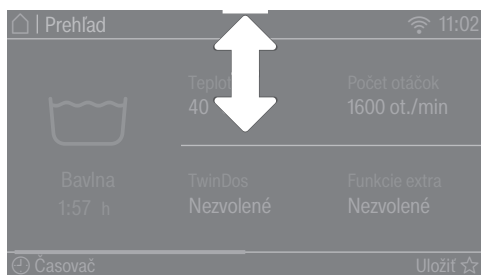 | Prehľad 11:02
Počet otáčok
40 1600 ot./min
Bavlna TwinDos Funkcie extra
1:57 h Nezvolené Nezvolené
Časovač Uložiť